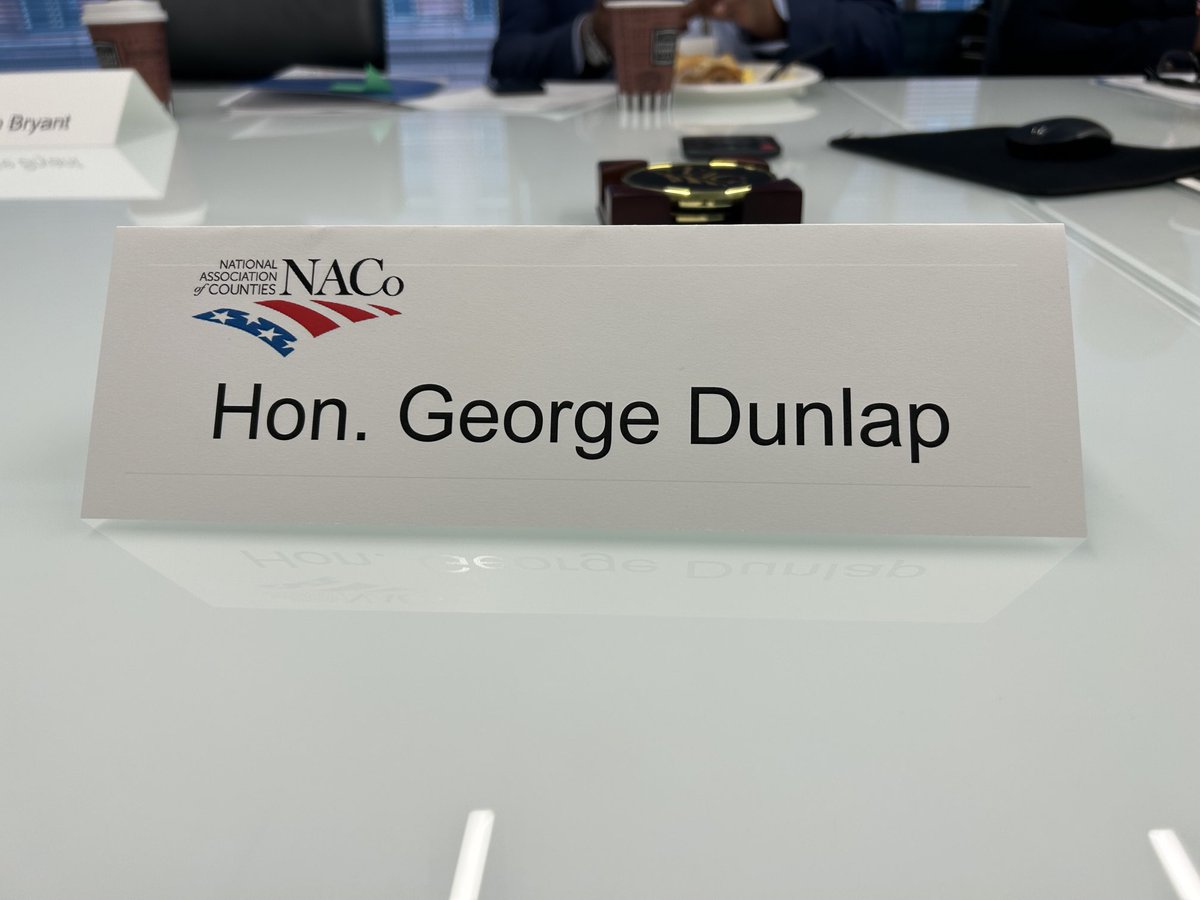 Bryant
NATIONAL
ASSOCIATION
of COUNTIES
NACo
Hon. George Dunlap